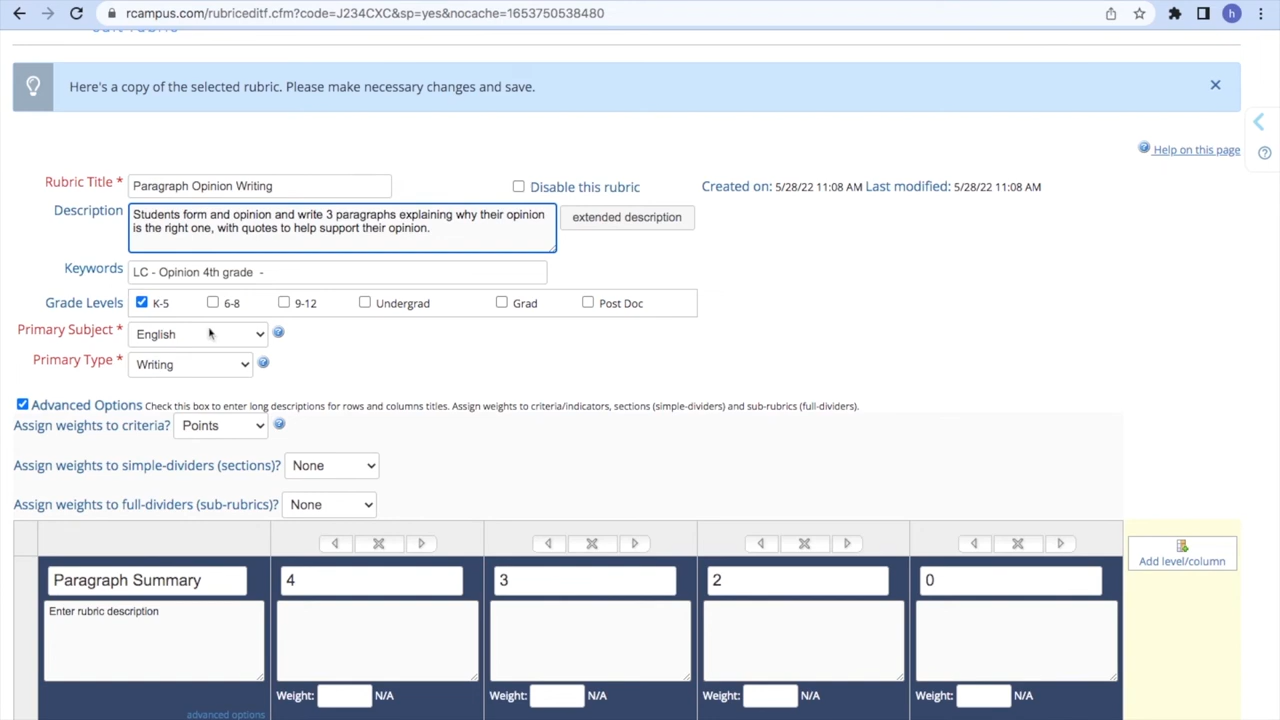 rcampus.com/rubriceditf.cfm?code=J234CXC&sp=yes&nocache=1653750538480
h
Here's a copy of the selected rubric. Please make necessary changes and save.
Help on this page
Rubric Title * Paragraph Opinion Writing Disable this rubric Created on: 5/28/22 11:08 AM Last modified: 5/28/22 11:08 AM
Description Students form and opinion and write 3 paragraphs explaining why their opinion extended description
is the right one, with quotes to help support their opinion.
Keywords LC - Opinion 4th grade -
Grade Levels K-5 6-8 9-12 Undergrad Grad Post Doc
Primary Subject * English
Primary Type * Writing
Advanced Options Check this box to enter long descriptions for rows and columns titles. Assign weights to criteria/indicators, sections (simple-dividers) and sub-rubrics (full-dividers).
Assign weights to criteria? Points
Assign weights to simple-dividers (sections)? None
Assign weights to full-dividers (sub-rubrics)? None
Add level/column
Paragraph Summary 4 3 2 0
Enter rubric description
Weight: N/A Weight: N/A Weight: N/A Weight: N/A
advanced options